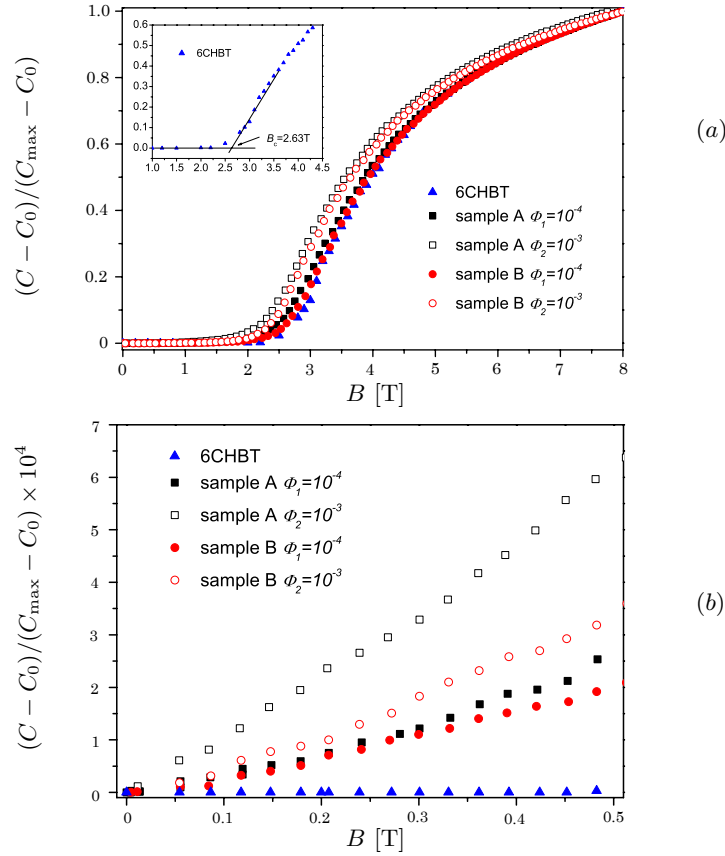 (C − C₀)/(C_max − C₀)
1.0
0.8
0.6
0.4
0.2
0
0.6
0.5
0.4
0.3
0.2
0.1
0.0
6CHBT
B_c=2.63T
1.0 1.5 2.0 2.5 3.0 3.5 4.0 4.5
6CHBT
sample A Φ₁=10⁻⁴
sample A Φ₂=10⁻³
sample B Φ₁=10⁻⁴
sample B Φ₂=10⁻³
0 1 2 3 4 5 6 7 8
B [T]
(a)
(C − C₀)/(C_max − C₀) × 10⁴
7
6
5
4
3
2
1
0
6CHBT
sample A Φ₁=10⁻⁴
sample A Φ₂=10⁻³
sample B Φ₁=10⁻⁴
sample B Φ₂=10⁻³
0 0.1 0.2 0.3 0.4 0.5
B [T]
(b)